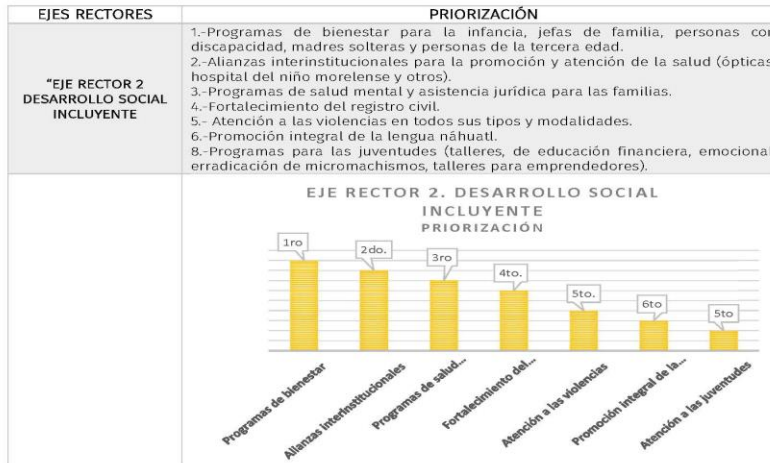 EJES RECTORES
PRIORIZACIÓN
"EJE RECTOR 2
DESARROLLO SOCIAL
INCLUYENTE
1.-Programas de bienestar para la infancia, jefas de familia, personas con
discapacidad, madres solteras y personas de la tercera edad.
2.-Alianzas interinstitucionales para la promoción y atención de la salud (ópticas,
hospital del niño morelense y otros).
3.-Programas de salud mental y asistencia jurídica para las familias.
4.-Fortalecimiento del registro civil.
5.- Atención a las violencias en todos sus tipos y modalidades.
6.-Promoción integral de la lengua náhuatl.
8.-Programas para las juventudes (talleres, de educación financiera, emocional,
erradicación de micromachismos, talleres para emprendedores).
EJE RECTOR 2. DESARROLLO SOCIAL
INCLUYENTE
PRIORIZACIÓN
1ro
2do.
3ro
4to.
5to.
6to
5to
Programas de bienestar
Alianzas interinstitucionales
Programas de salud...
Fortalecimiento del...
Atención a las violencias
Promoción integral de la...
Atención a las juventudes